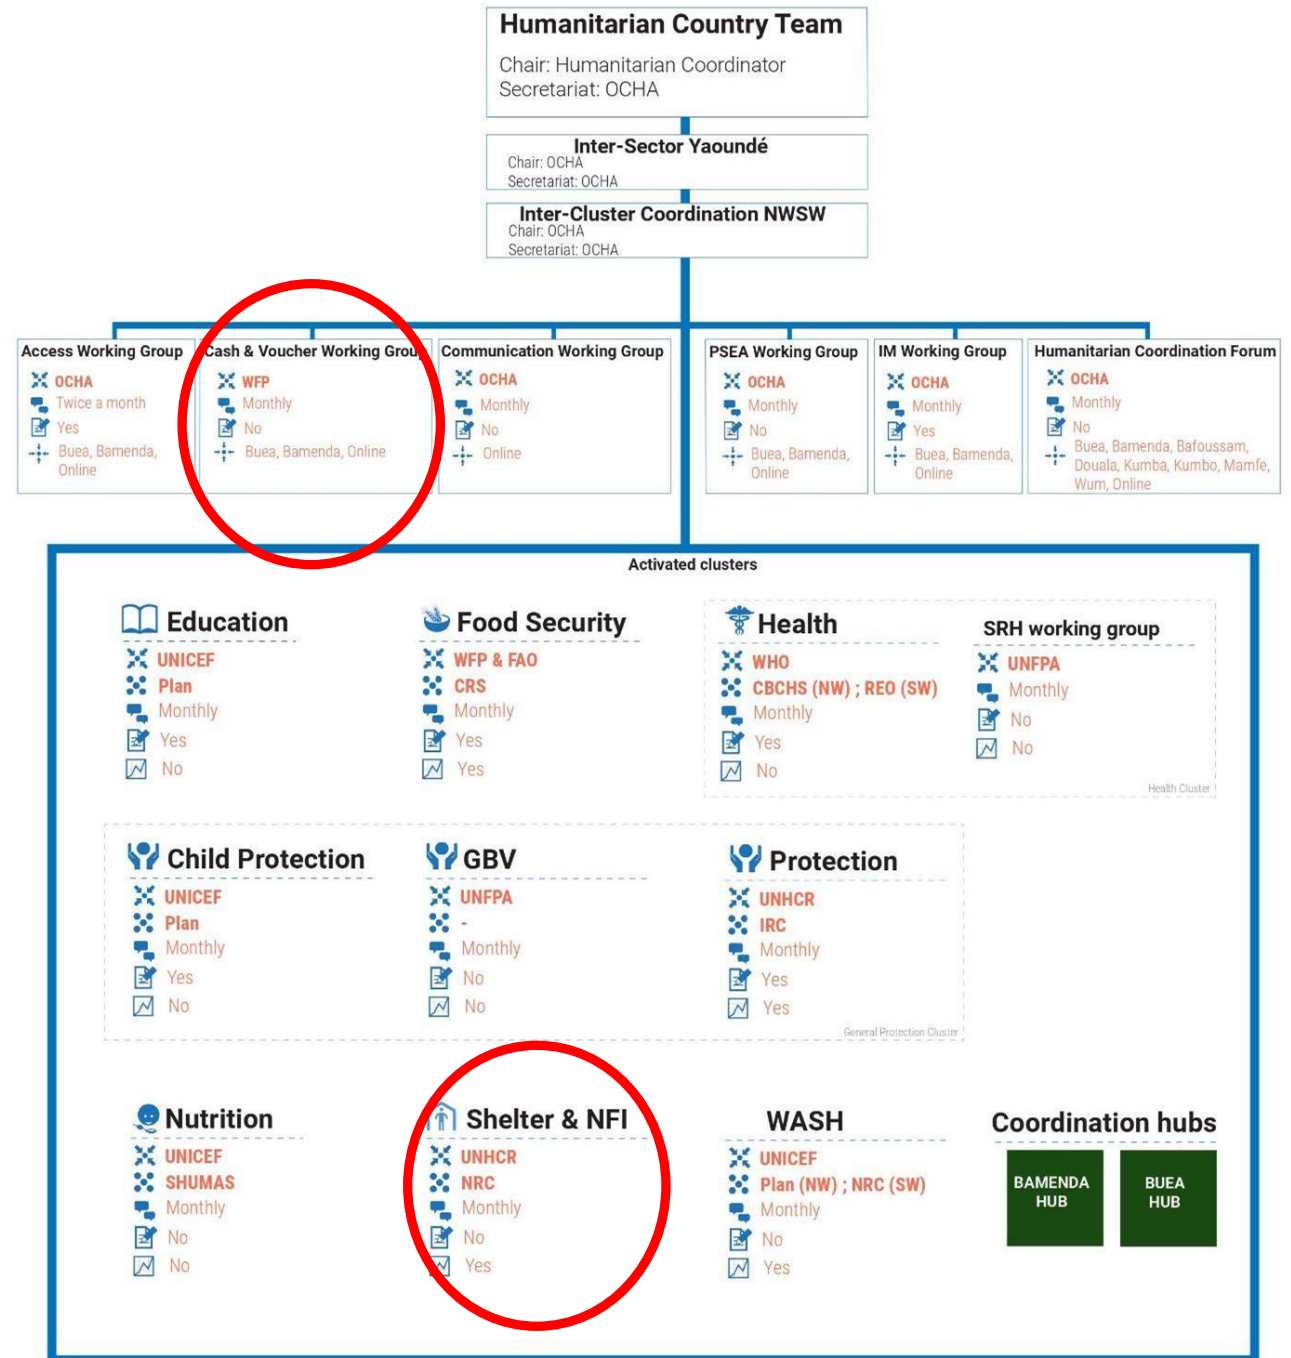 Humanitarian Country Team
Chair: Humanitarian Coordinator
Secretariat: OCHA
Inter-Sector Yaoundé
Chair: OCHA
Secretariat: OCHA
Inter-Cluster Coordination NWSW
Chair: OCHA
Secretariat: OCHA
Access Working Group
OCHA
Twice a month
Yes
Buea, Bamenda,
Online
Cash & Voucher Working Group
WFP
Monthly
No
Buea, Bamenda, Online
Communication Working Group
OCHA
Monthly
No
Online
PSEA Working Group
OCHA
Monthly
No
Buea, Bamenda,
Online
IM Working Group
OCHA
Monthly
Yes
Buea, Bamenda,
Online
Humanitarian Coordination Forum
OCHA
Monthly
No
Buea, Bamenda, Bafoussam,
Douala, Kumba, Kumbo, Mamfe,
Wum, Online
Activated clusters
Education
UNICEF
Plan
Monthly
Yes
No
Food Security
WFP & FAO
CRS
Monthly
Yes
Yes
Health
WHO
CBCHS (NW) ; REO (SW)
Monthly
Yes
No
SRH working group
UNFPA
Monthly
No
No
Health Cluster
Child Protection
UNICEF
Plan
Monthly
Yes
No
GBV
UNFPA
-
Monthly
No
No
Protection
UNHCR
IRC
Monthly
Yes
Yes
General Protection Cluster
Nutrition
UNICEF
SHUMAS
Monthly
No
No
Shelter & NFI
UNHCR
NRC
Monthly
No
Yes
WASH
UNICEF
Plan (NW) ; NRC (SW)
Monthly
No
Yes
Coordination hubs
BAMENDA
HUB
BUEA
HUB